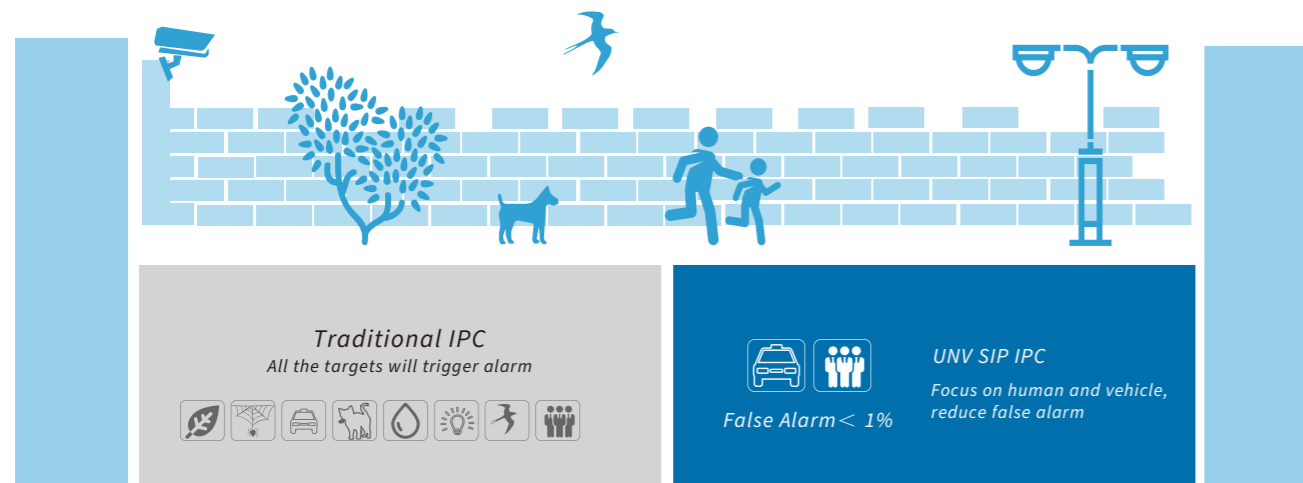 Traditional IPC
All the targets will trigger alarm
False Alarm< 1%
UNV SIP IPC
Focus on human and vehicle,
reduce false alarm